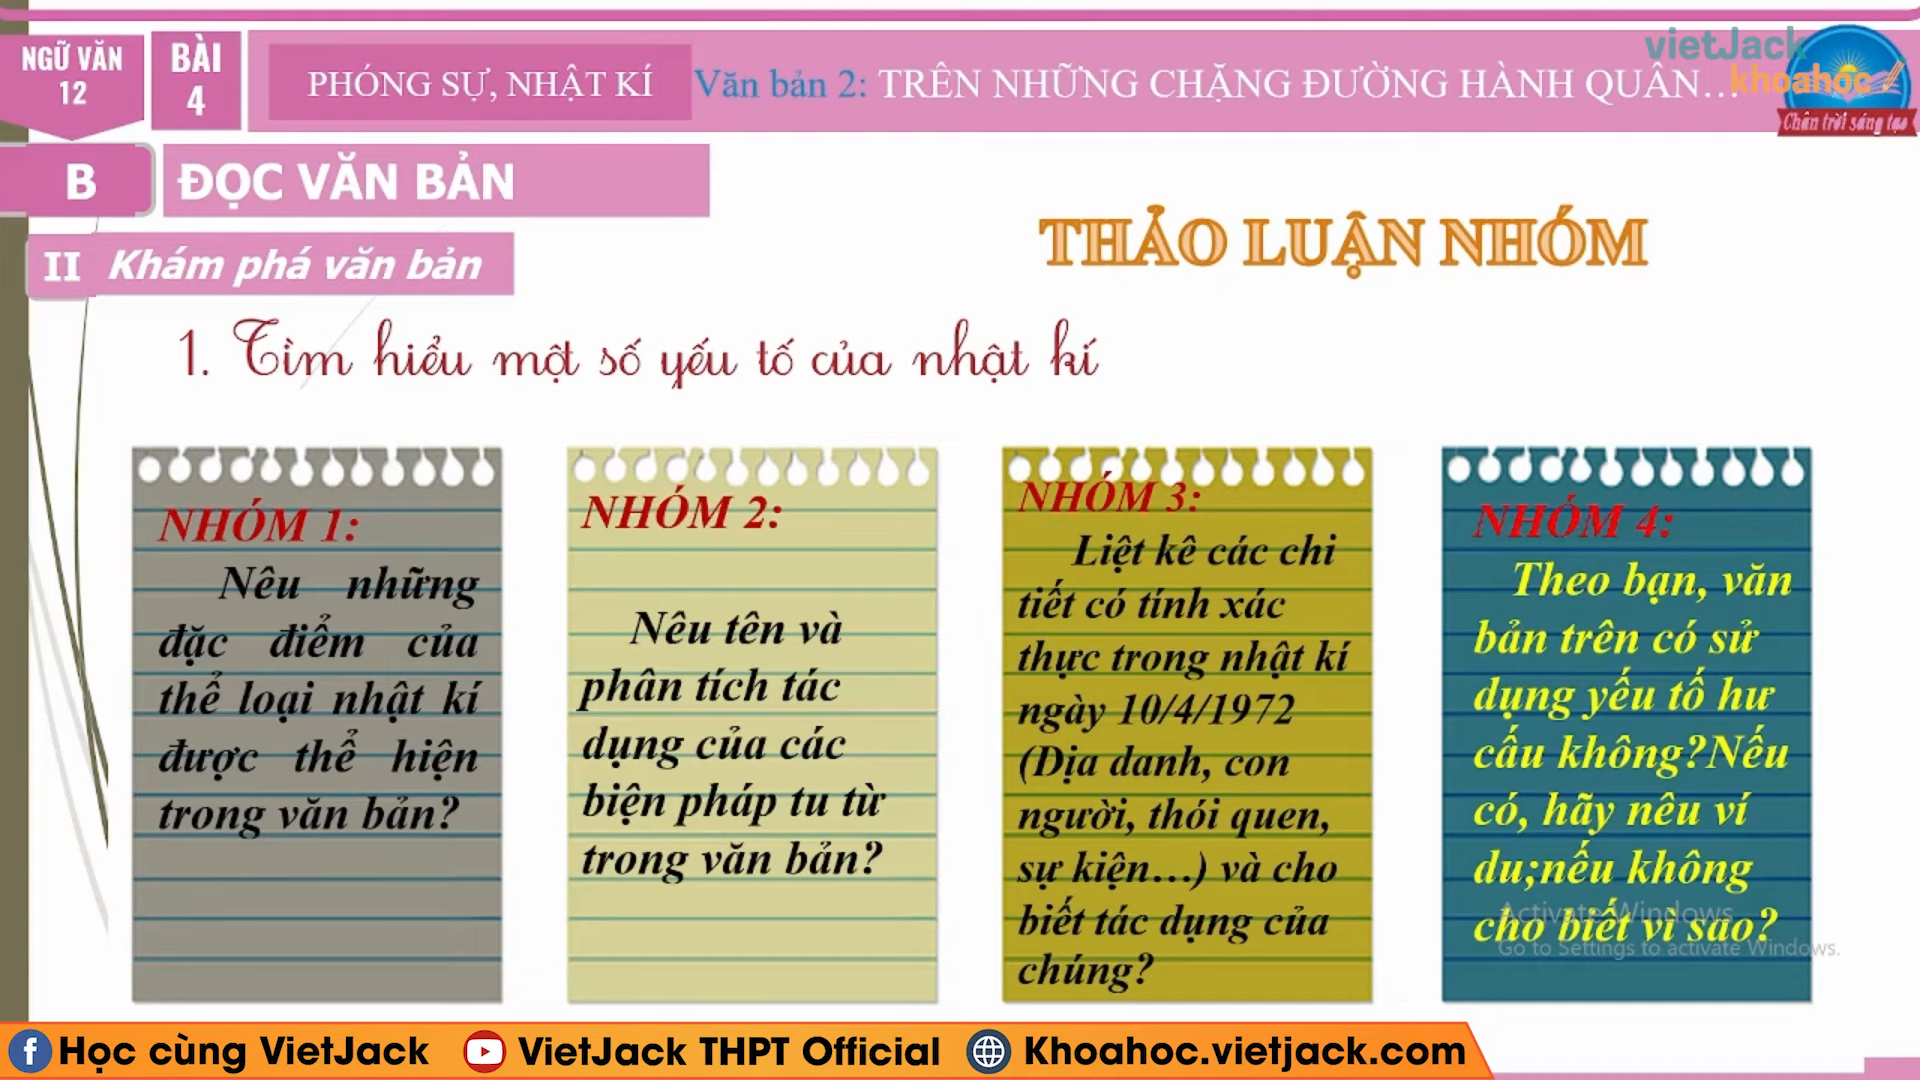 NGỮ VĂN
12
BÀI
4
PHÓNG SỰ, NHẬT KÍ
Văn bản 2: TRÊN NHỮNG CHẶNG ĐƯỜNG HÀNH QUÂN...
vietJack
khoahoc
Chân trời sáng tạo
B
ĐỌC VĂN BẢN
II Khám phá văn bản
THẢO LUẬN NHÓM
1. Tìm hiểu một số yếu tố của nhật kí
NHÓM 1:
Nêu những
đặc điểm của
thể loại nhật kí
được thể hiện
trong văn bản?
NHÓM 2:
Nêu tên và
phân tích tác
dụng của các
biện pháp tu từ
trong văn bản?
NHÓM 3:
Liệt kê các chi
tiết có tính xác
thực trong nhật kí
ngày 10/4/1972
(Địa danh, con
người, thói quen,
sự kiện...) và cho
biết tác dụng của
chúng?
NHÓM 4:
Theo bạn, văn
bản trên có sử
dụng yếu tố hư
cấu không?Nếu
có, hãy nêu ví
du;nếu không
cho biết vì sao?
Activate Windows
Go to Settings to activate Windows.
Học cùng VietJack
VietJack THPT Official
Khoahoc.vietjack.com